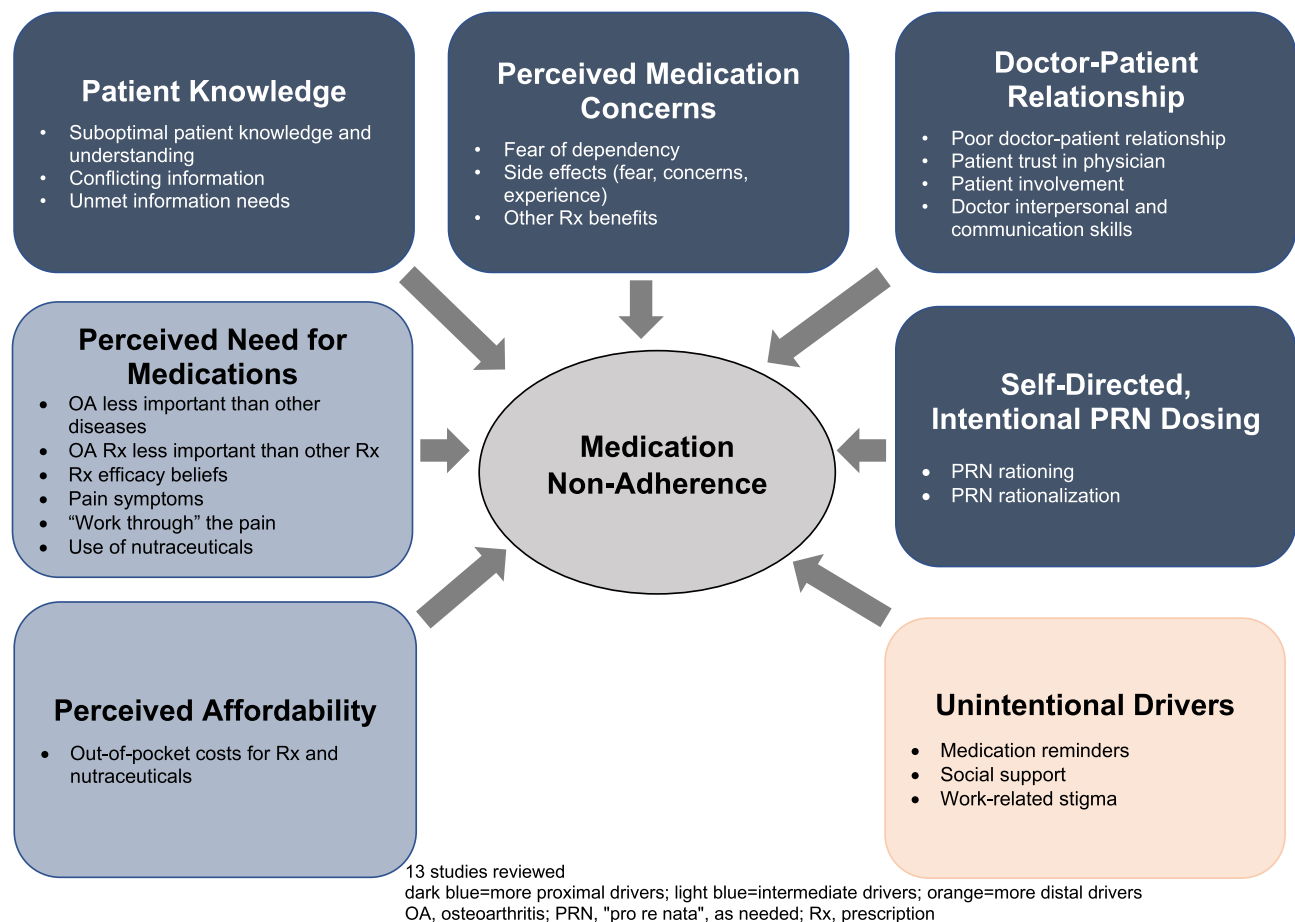 Patient Knowledge
• Suboptimal patient knowledge and
understanding
• Conflicting information
• Unmet information needs
Perceived Medication
Concerns
• Fear of dependency
• Side effects (fear, concerns,
experience)
• Other Rx benefits
Doctor-Patient
Relationship
• Poor doctor-patient relationship
• Patient trust in physician
• Patient involvement
• Doctor interpersonal and
communication skills
Perceived Need for
Medications
• OA less important than other
diseases
• OA Rx less important than other Rx
• Rx efficacy beliefs
• Pain symptoms
• “Work through” the pain
• Use of nutraceuticals
Medication
Non-Adherence
Self-Directed,
Intentional PRN Dosing
• PRN rationing
• PRN rationalization
Perceived Affordability
• Out-of-pocket costs for Rx and
nutraceuticals
Unintentional Drivers
• Medication reminders
• Social support
• Work-related stigma
13 studies reviewed
dark blue=more proximal drivers; light blue=intermediate drivers; orange=more distal drivers
OA, osteoarthritis; PRN, "pro re nata", as needed; Rx, prescription